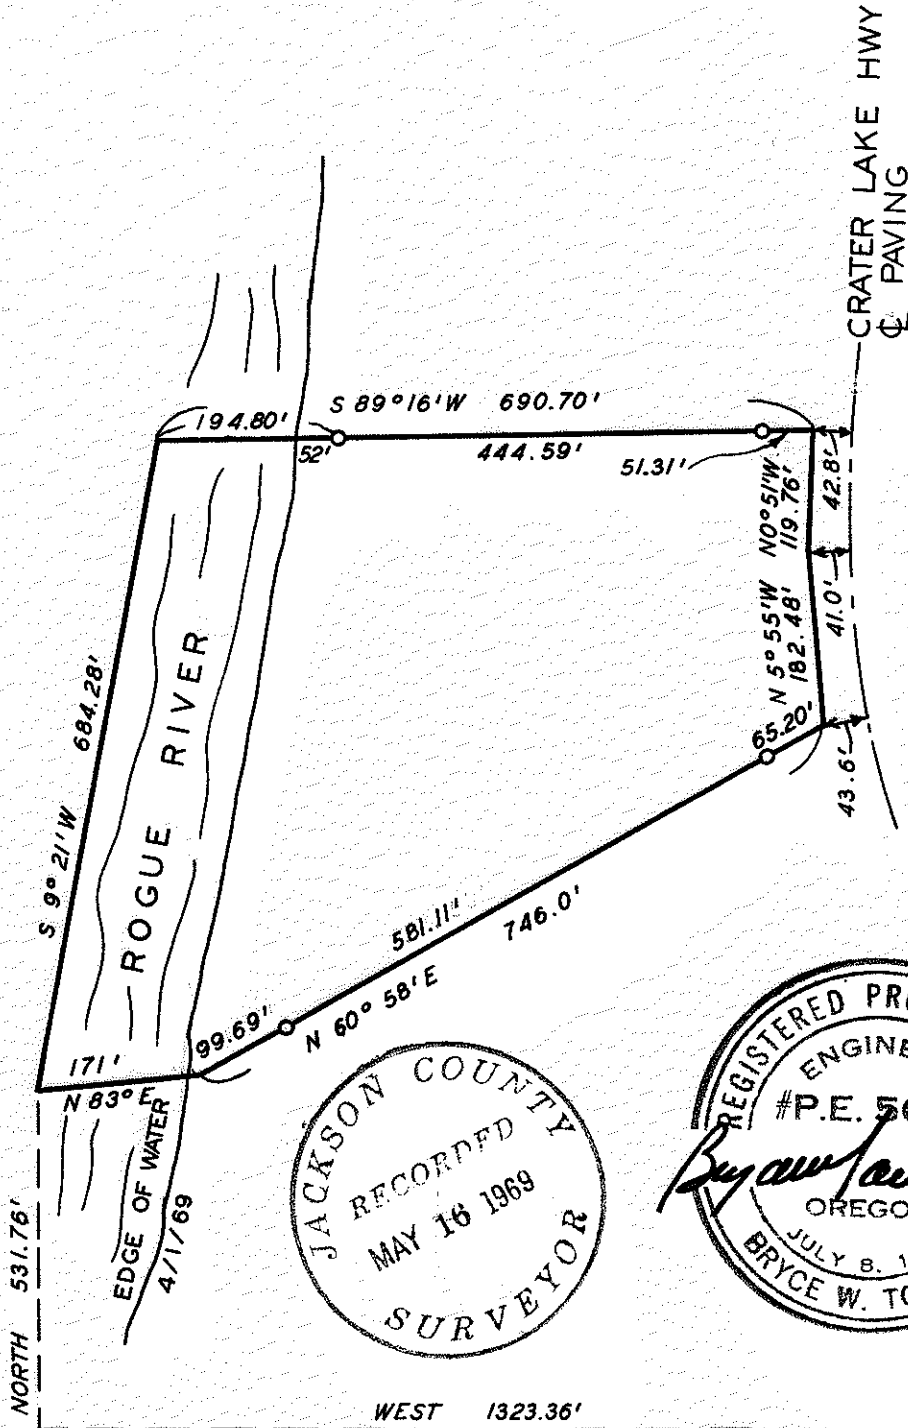 CRATER LAKE HWY
℄ PAVING
S 89°16'W 690.70'
194.80'
52'
444.59'
51.31'
N0°51'W
119.76'
42.8'
N 5°55'W
182.48'
41.0'
65.20'
43.6'
S 9°21'W 684.28'
ROGUE RIVER
581.11'
746.0'
N 60°58'E
99.69'
171'
N 83° E
EDGE OF WATER
4/1/69
NORTH 531.76'
WEST 1323.36'
JACKSON COUNTY
RECORDED
MAY 16 1969
SURVEYOR
REGISTERED
#P.E.
JULY 8,
BRYCE W.